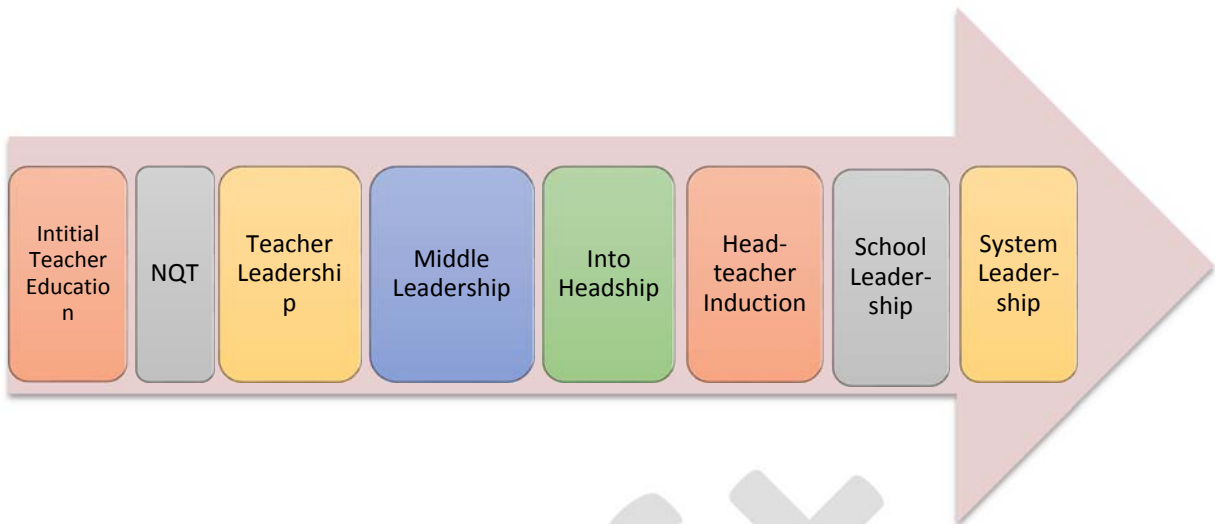 Intitial
Teacher
Educatio
n
NQT
Teacher
Leadershi
p
Middle
Leadership
Into
Headship
Head-
teacher
Induction
School
Leader-
ship
System
Leader-
ship